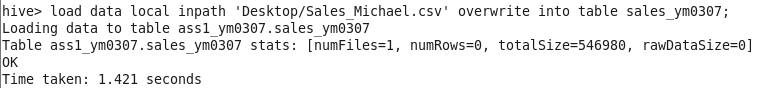 hive> load data local inpath 'Desktop/Sales_Michael.csv' overwrite into table sales_ym0307;
Loading data to table ass1_ym0307.sales_ym0307
Table ass1_ym0307.sales_ym0307 stats: [numFiles=1, numRows=0, totalSize=546980, rawDataSize=0]
OK
Time taken: 1.421 seconds